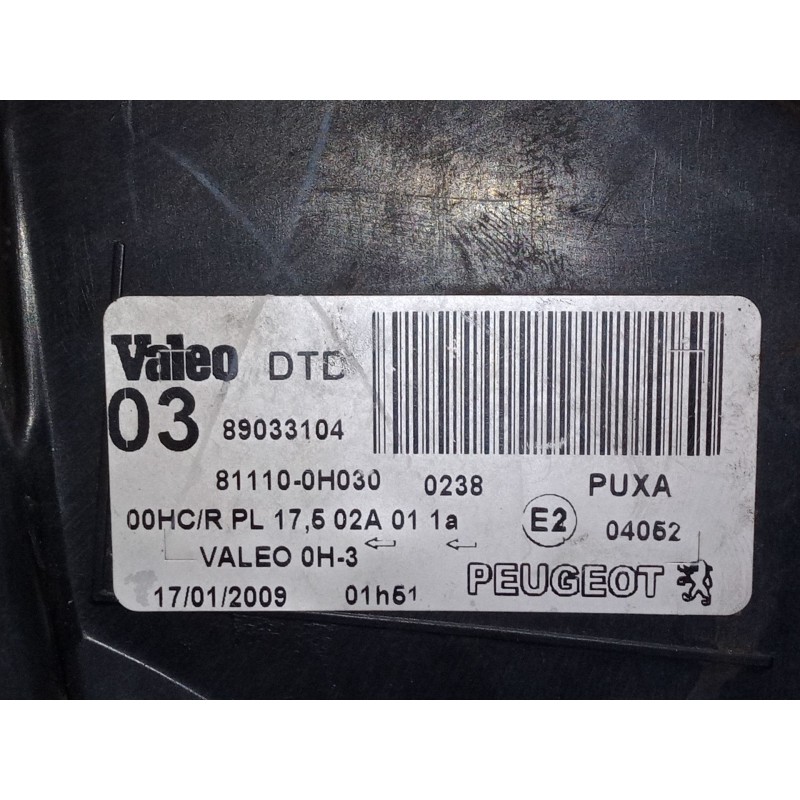 Valeo DTD
03 89033104
81110-0H030 0238 PUXA
00HC/R PL 17,5 02A 01 1a E2 04052
VALEO 0H-3
17/01/2009 01h51 PEUGEOT